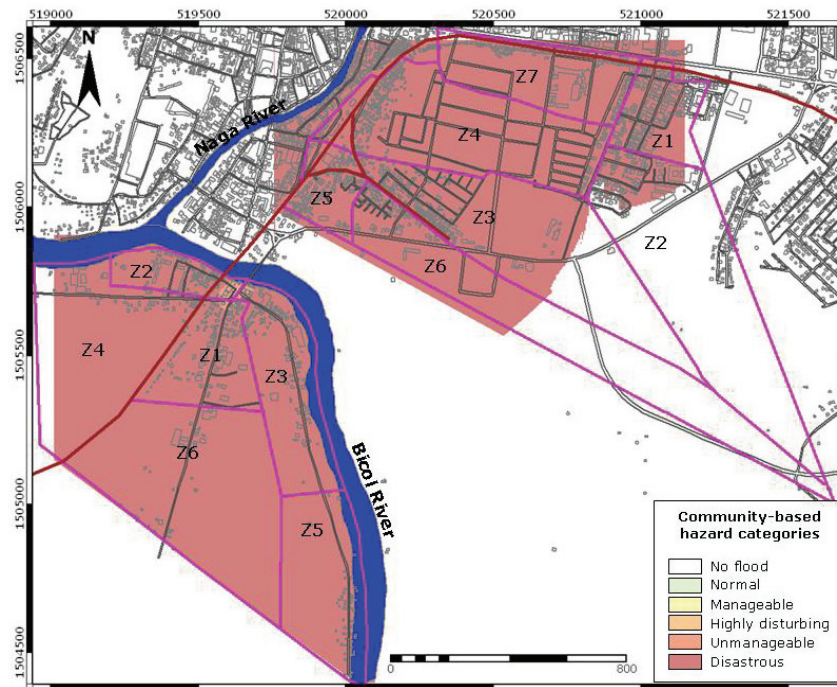 519000 519500 520000 520500 521000 521500
1506500
1506000
1505500
1505000
1504500
N
Naga River
Z7
Z4
Z1
Z5
Z3
Z2
Z6
Z2
Z4
Z1
Z3
Z6
Z5
Bicol River
Community-based
hazard categories
No flood
Normal
Manageable
Highly disturbing
Unmanageable
Disastrous
0 800